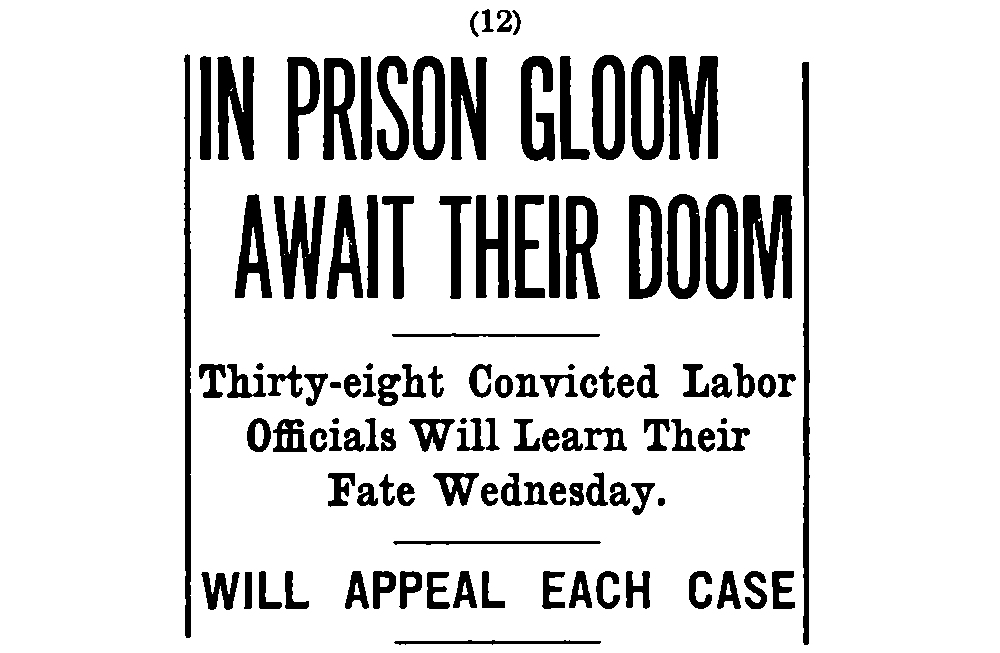 (12)
IN PRISON GLOOM
AWAIT THEIR DOOM
Thirty-eight Convicted Labor
Officials Will Learn Their
Fate Wednesday.
WILL APPEAL EACH CASE